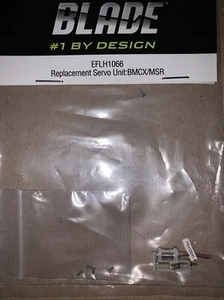 BLADE
#1 BY DESIGN
EFLH1066
Replacement Servo Unit:BMCX/MSR